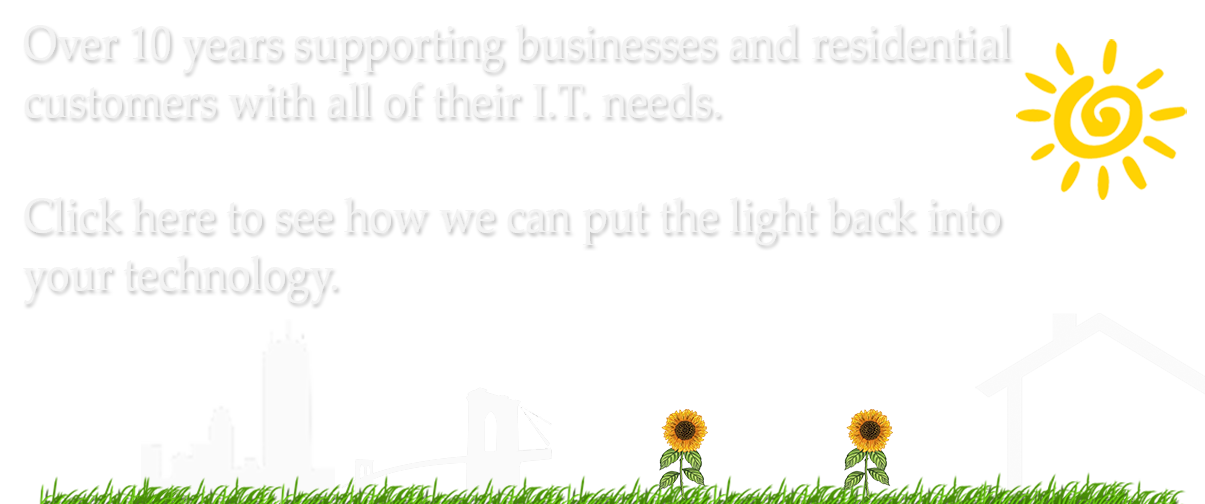 Over 10 years supporting businesses and residential
customers with all of their I.T. needs.
Click here to see how we can put the light back into
your technology.